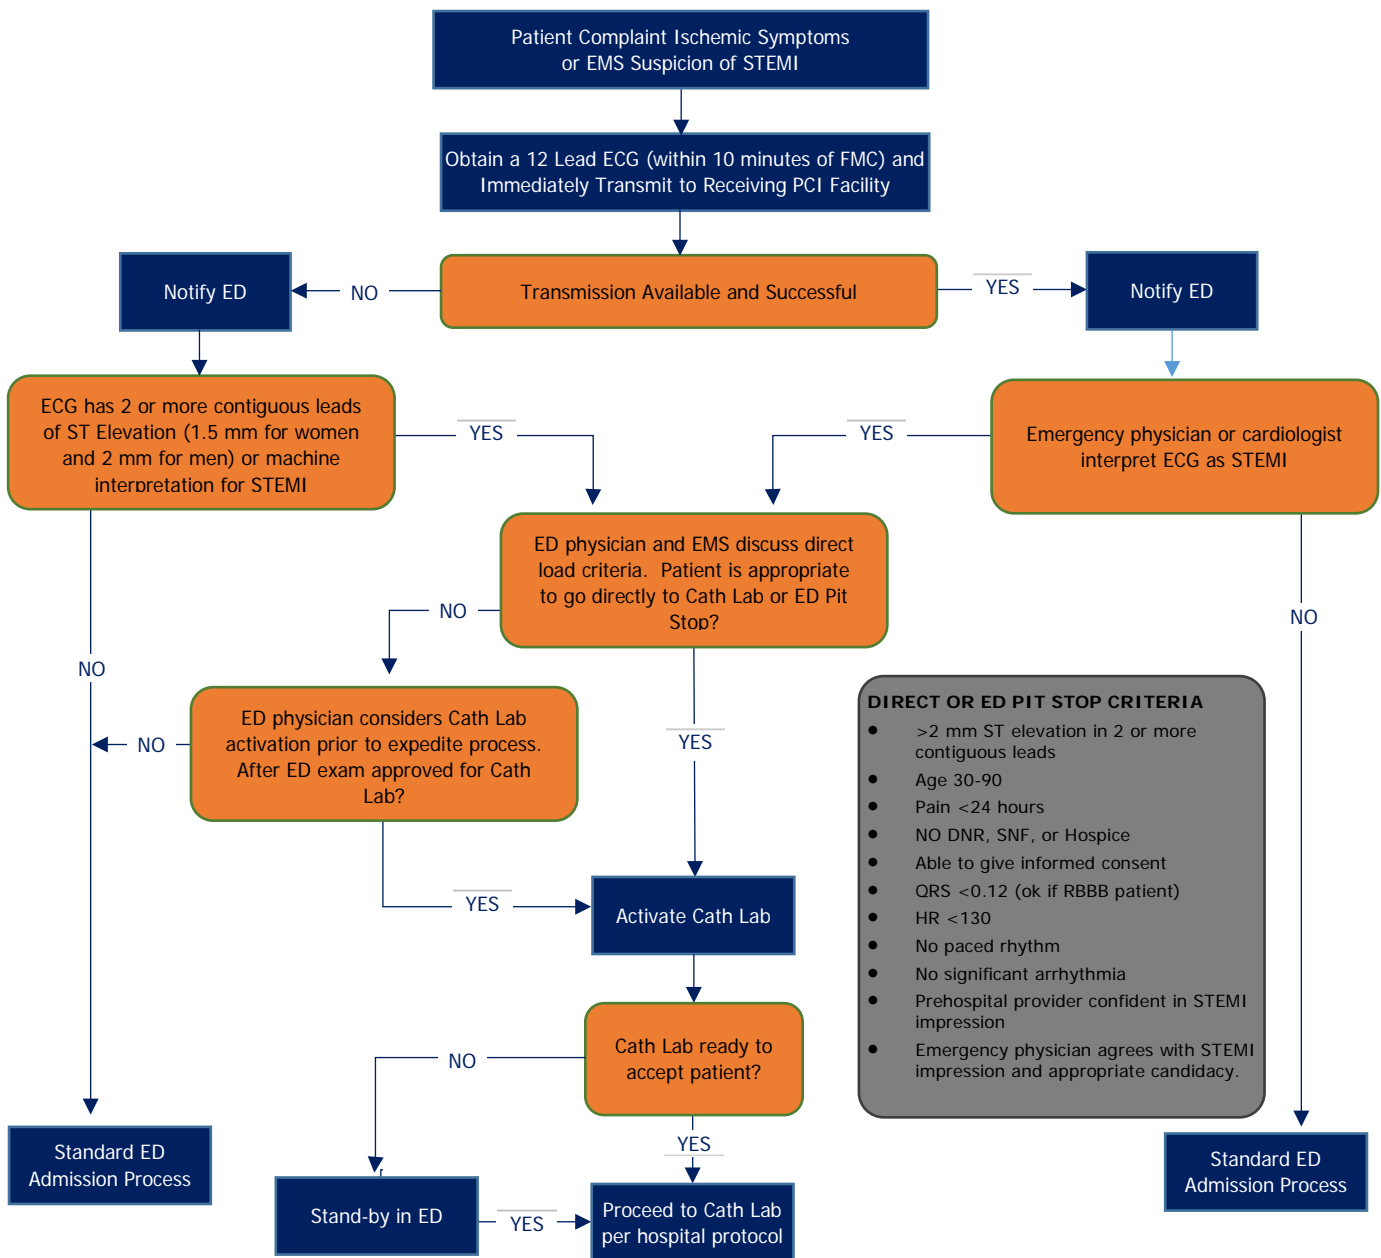 Patient Complaint Ischemic Symptoms
or EMS Suspicion of STEMI
Obtain a 12 Lead ECG (within 10 minutes of FMC) and
Immediately Transmit to Receiving PCI Facility
Notify ED
NO
Transmission Available and Successful
YES
Notify ED
ECG has 2 or more contiguous leads
of ST Elevation (1.5 mm for women
and 2 mm for men) or machine
interpretation for STEMI
YES
YES
Emergency physician or cardiologist
interpret ECG as STEMI
ED physician and EMS discuss direct
load criteria.  Patient is appropriate
to go directly to Cath Lab or ED Pit
Stop?
NO
NO
NO
ED physician considers Cath Lab
activation prior to expedite process.
After ED exam approved for Cath
Lab?
NO
YES
DIRECT OR ED PIT STOP CRITERIA
● >2 mm ST elevation in 2 or more
contiguous leads
● Age 30-90
● Pain <24 hours
● NO DNR, SNF, or Hospice
● Able to give informed consent
● QRS <0.12 (ok if RBBB patient)
● HR <130
● No paced rhythm
● No significant arrhythmia
● Prehospital provider confident in STEMI
impression
● Emergency physician agrees with STEMI
impression and appropriate candidacy.
YES
Activate Cath Lab
Cath Lab ready to
accept patient?
NO
YES
Standard ED
Admission Process
Stand-by in ED
YES
Proceed to Cath Lab
per hospital protocol
Standard ED
Admission Process